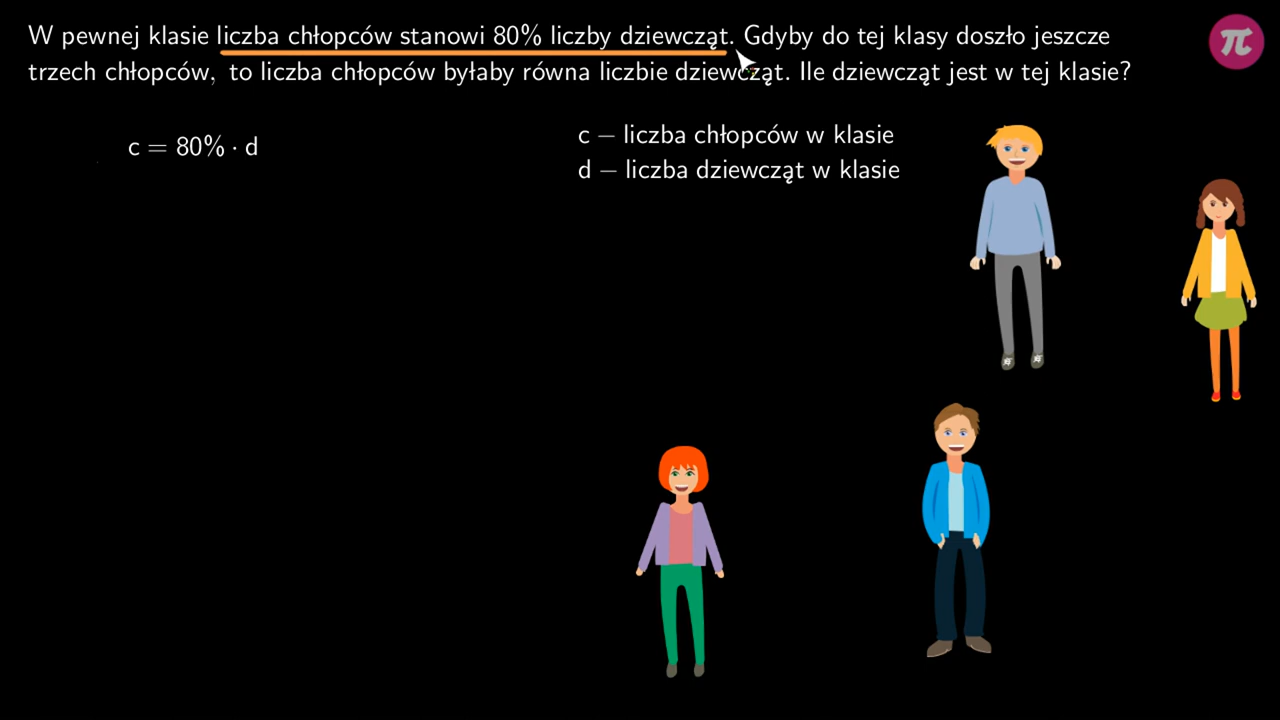 W pewnej klasie liczba chłopców stanowi 80% liczby dziewcząt. Gdyby do tej klasy doszło jeszcze
trzech chłopców, to liczba chłopców byłaby równa liczbie dziewcząt. Ile dziewcząt jest w tej klasie?
c = 80% · d
c – liczba chłopców w klasie
d – liczba dziewcząt w klasie
π